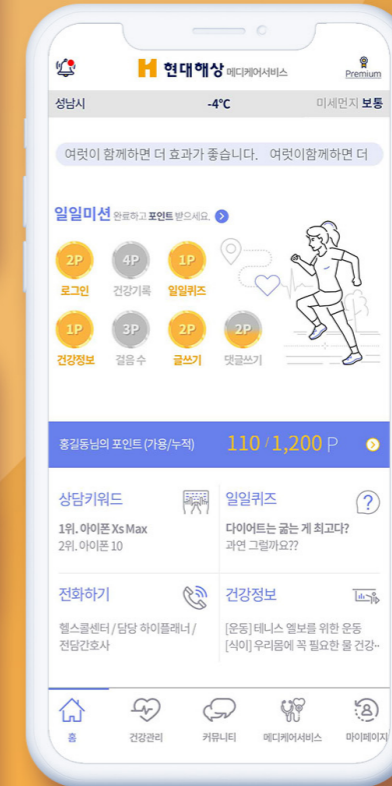 현대해상 메디케어서비스
Premium
성남시 -4°C 미세먼지 보통
여럿이 함께하면 더 효과가 좋습니다. 여럿이함께하면 더
일일미션 완료하고 포인트 받으세요.
2P 4P 1P
로그인 건강기록 일일퀴즈
1P 3P 2P 2P
건강정보 걸음 수 글쓰기 댓글쓰기
홍길동님의 포인트 (가용/누적) 110 / 1,200 P
상담키워드
1위. 아이폰 Xs Max
2위. 아이폰 10
일일퀴즈
다이어트는 굶는 게 최고다?
과연 그럴까요??
전화하기
헬스콜센터 / 담당 하이플래너 /
전담간호사
건강정보
[운동] 테니스 엘보를 위한 운동
[식이] 우리몸에 꼭 필요한 물 건강··
홈 건강관리 커뮤니티 메디케어서비스 마이페이지